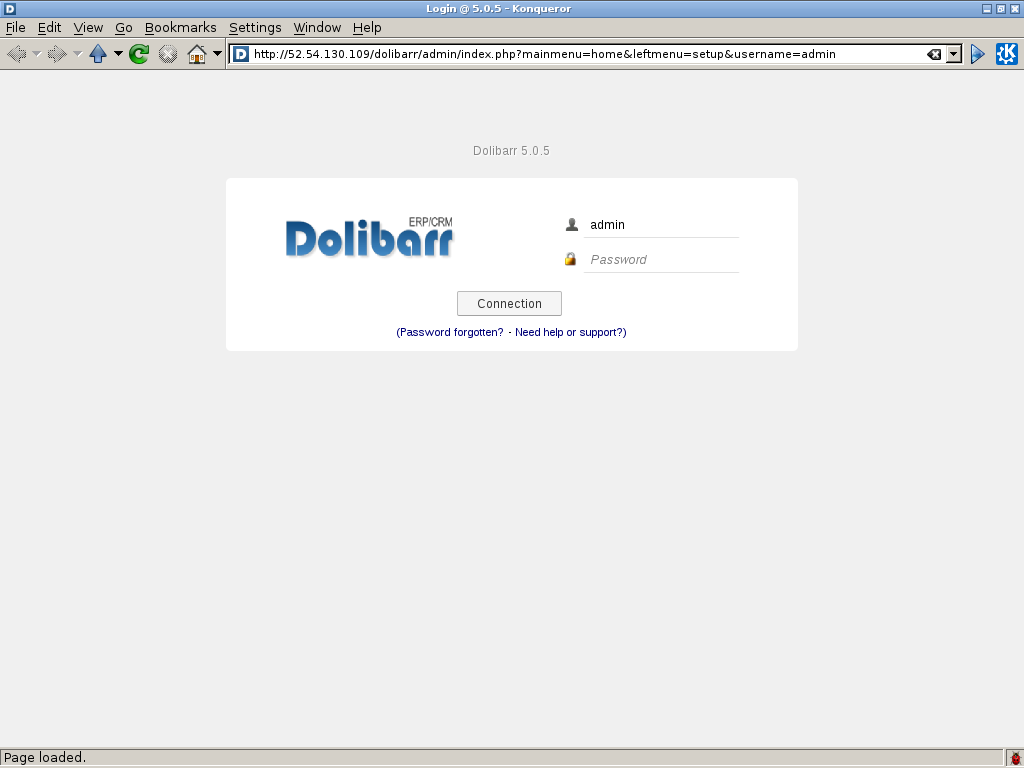 Login @ 5.0.5 - Konqueror
File Edit View Go Bookmarks Settings Window Help
http://52.54.130.109/dolibarr/admin/index.php?mainmenu=home&leftmenu=setup&username=admin
Dolibarr 5.0.5
ERP/CRM
Dolibarr
admin
Password
Connection
(Password forgotten? - Need help or support?)
Page loaded.